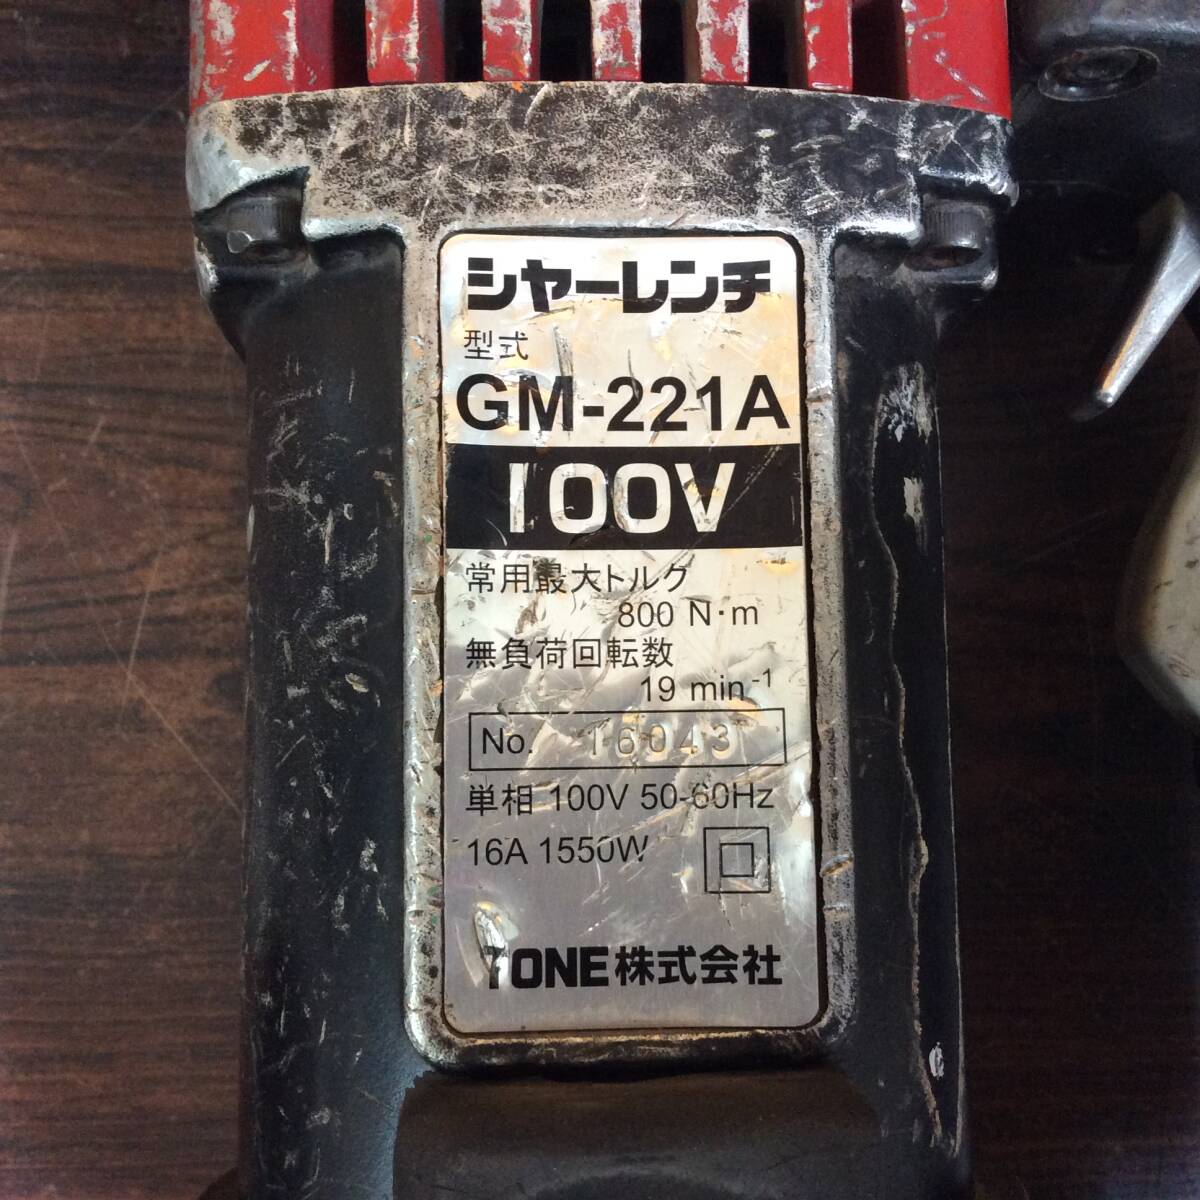 シヤーレンチ
型式
GM-221A
100V
常用最大トルク
800 N·m
無負荷回転数
19 min⁻¹
No. 16043
単相 100V 50-60Hz
16A 1550W
TONE株式会社